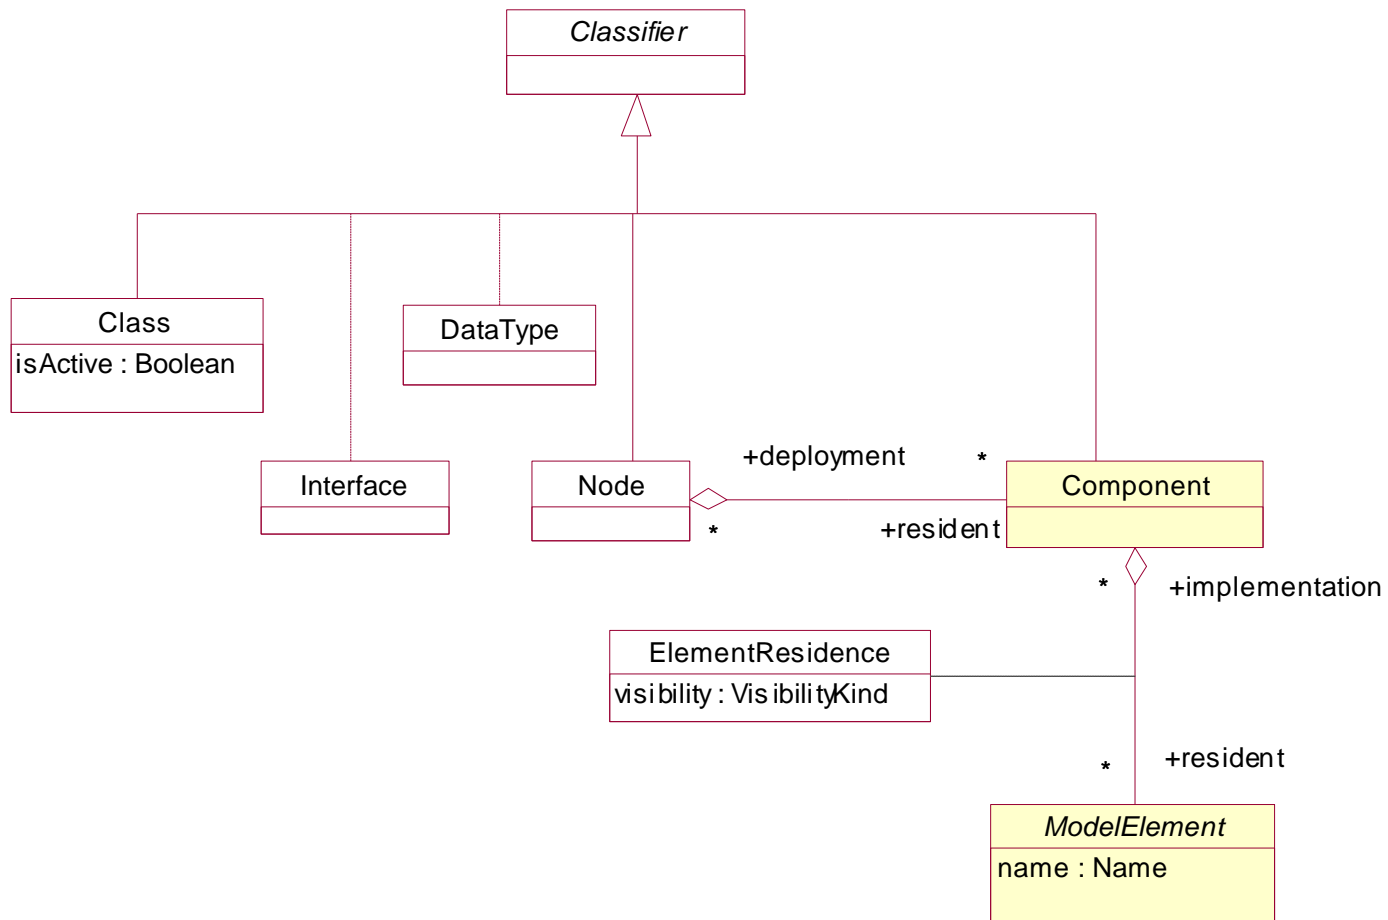 Classifier
Class
isActive : Boolean
DataType
Interface
Node
+deployment
*
*
+resident
Component
*
+implementation
ElementResidence
visibility : VisibilityKind
*
+resident
ModelElement
name : Name